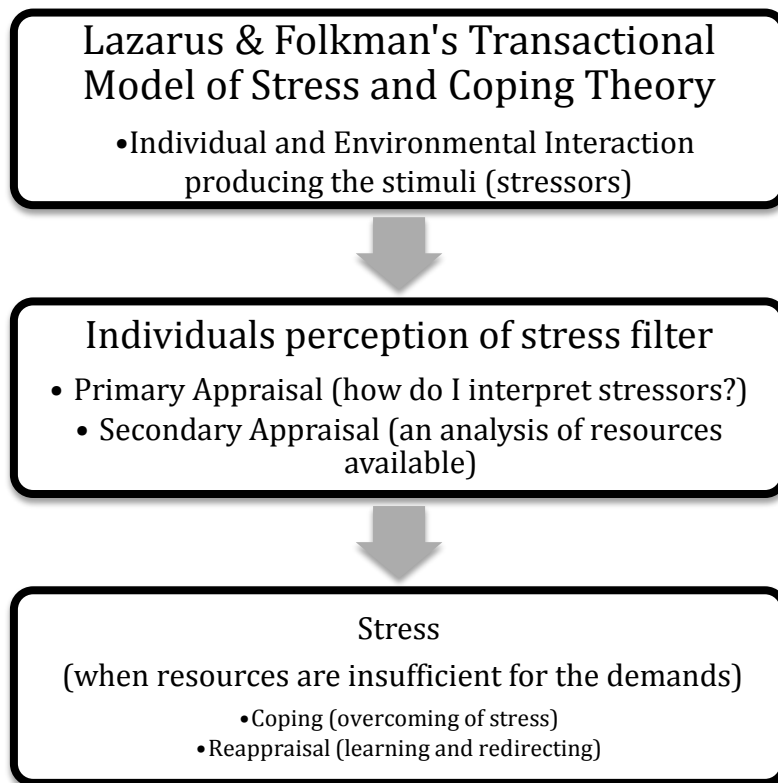 Lazarus & Folkman's Transactional
Model of Stress and Coping Theory
•Individual and Environmental Interaction
producing the stimuli (stressors)
Individuals perception of stress filter
• Primary Appraisal (how do I interpret stressors?)
• Secondary Appraisal (an analysis of resources
available)
Stress
(when resources are insufficient for the demands)
•Coping (overcoming of stress)
•Reappraisal (learning and redirecting)